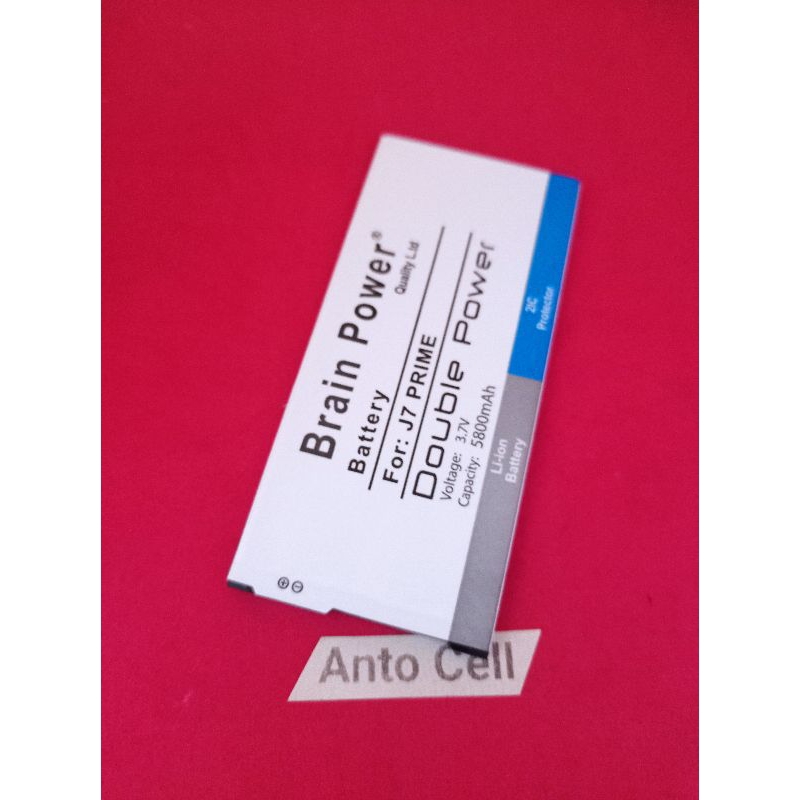 Brain Power®
Quality Ltd
Battery
For: J7 PRIME
Double Power
Voltage: 3.7V
Capacity: 5800mAh
2IC
Protector
Li-ion
Battery
Anto Cell